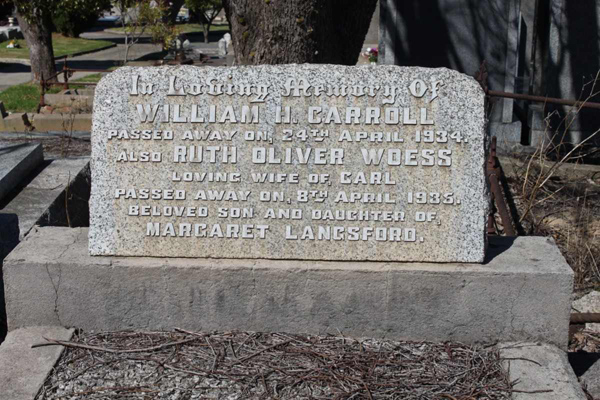 In Loving Memory Of
WILLIAM H. CARROLL
PASSED AWAY ON, 24TH APRIL 1934.
ALSO RUTH OLIVER WOESS
LOVING WIFE OF CARL
PASSED AWAY ON, 8TH APRIL 1935.
BELOVED SON AND DAUGHTER OF,
MARGARET LANGSFORD.